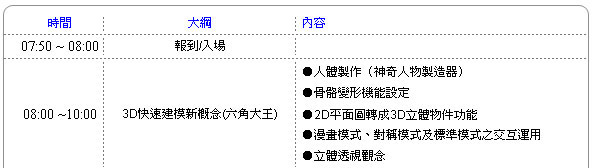 時間 大綱 內容
07:50 ~ 08:00 報到/入場
●人體製作（神奇人物製造器）
●骨骼變形機能設定
08:00 ~10:00 3D快速建模新概念(六角大王) ●2D平面圖轉成3D立體物件功能
●漫畫模式、對稱模式及標準模式之交互運用
●立體透視觀念